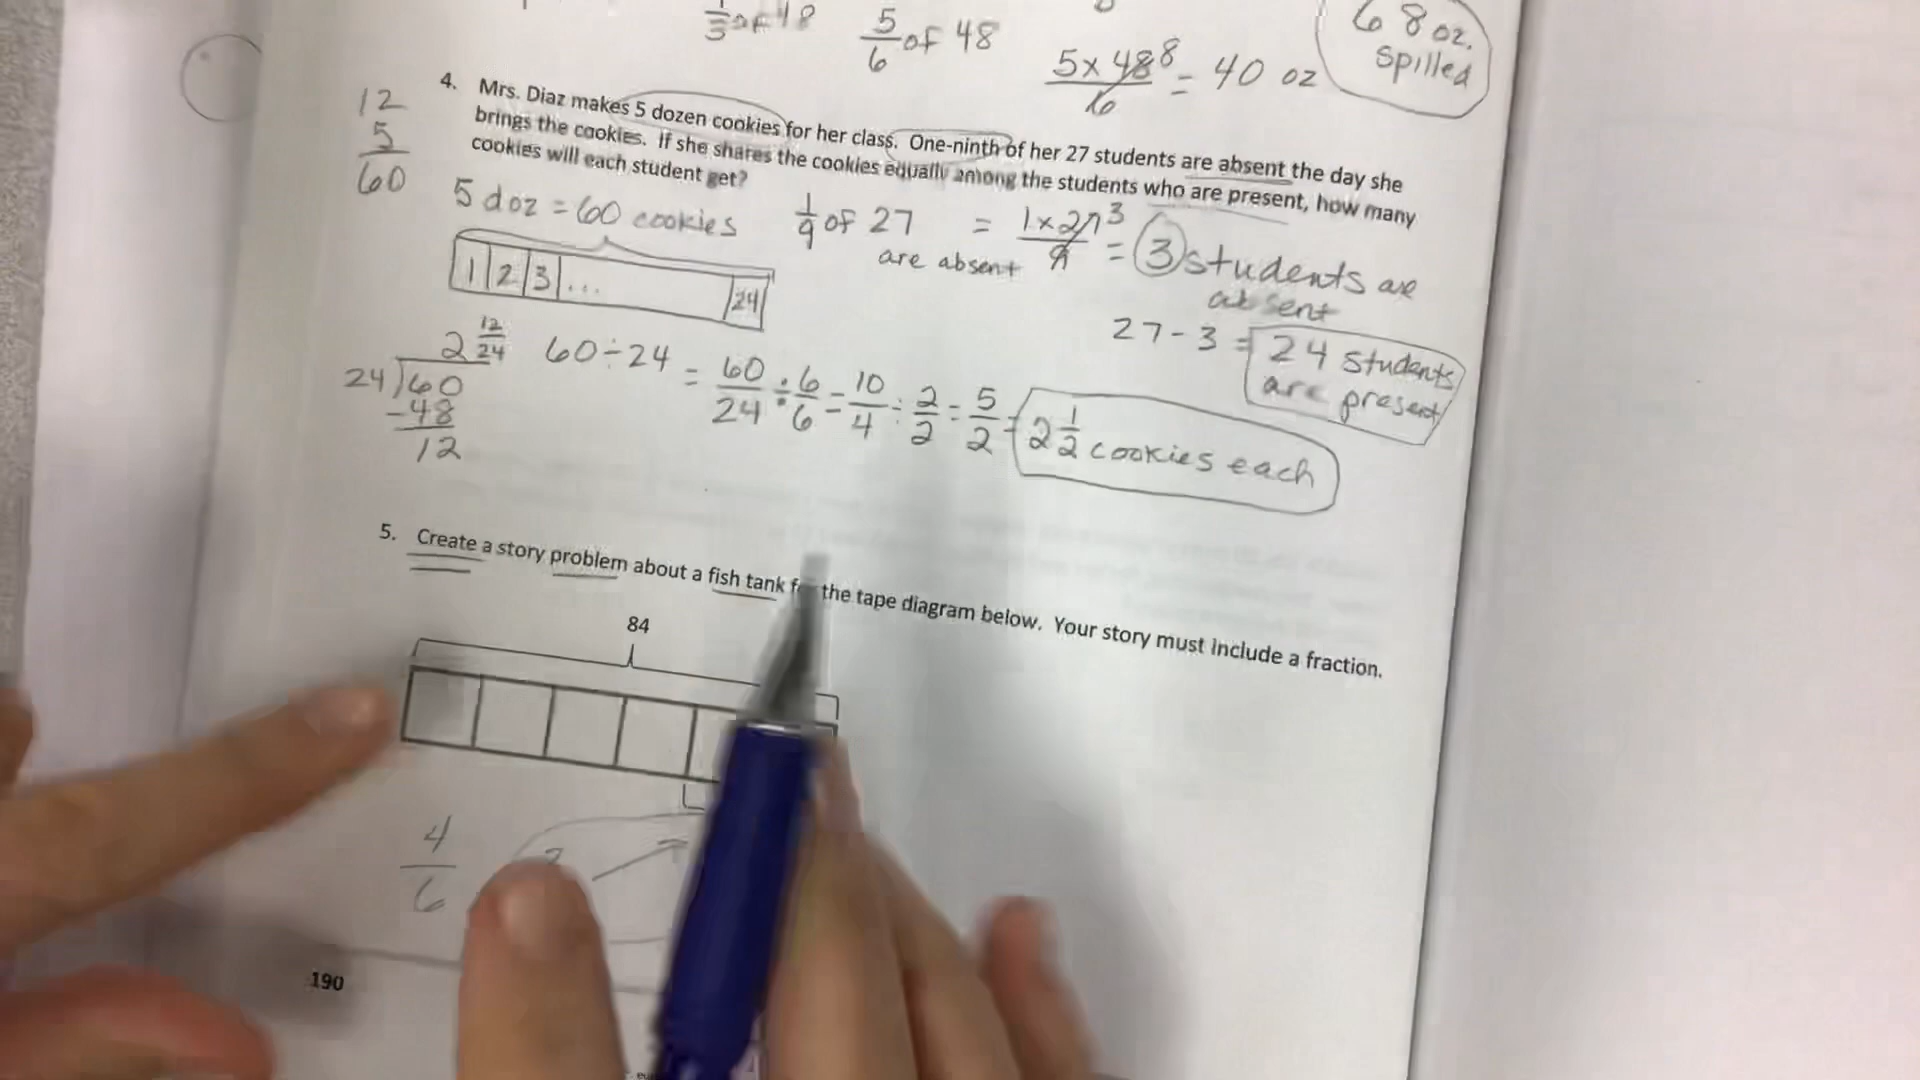 of 48
5/6 of 48
5 x 48 8 / 6 = 40 oz
68 oz.
spilled
12
5
60
4. Mrs. Diaz makes 5 dozen cookies for her class. One-ninth of her 27 students are absent the day she
brings the cookies. If she shares the cookies equally among the students who are present, how many
cookies will each student get?
5 doz = 60 cookies
1/9 of 27
are absent
= 1 x 27 3 / 9 = 3 students are
absent
1 2 3 ... 24
27 - 3 = 24 students
are present
2 12/24
24)60
-48
12
60 ÷ 24 = 60/24 ÷ 6/6 = 10/4 ÷ 2/2 = 5/2 = 2 1/2 cookies each
5. Create a story problem about a fish tank the tape diagram below. Your story must include a fraction.
84
4/6
190